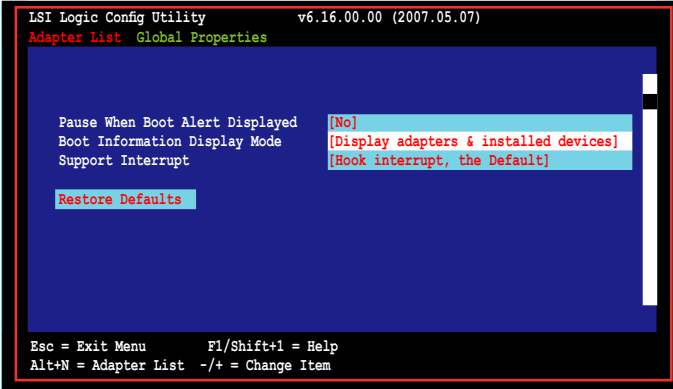 LSI Logic Config Utility v6.16.00.00 (2007.05.07)
Adapter List Global Properties
Pause When Boot Alert Displayed [No]
Boot Information Display Mode [Display adapters & installed devices]
Support Interrupt [Hook interrupt, the Default]
Restore Defaults
Esc = Exit Menu F1/Shift+1 = Help
Alt+N = Adapter List -/+ = Change Item